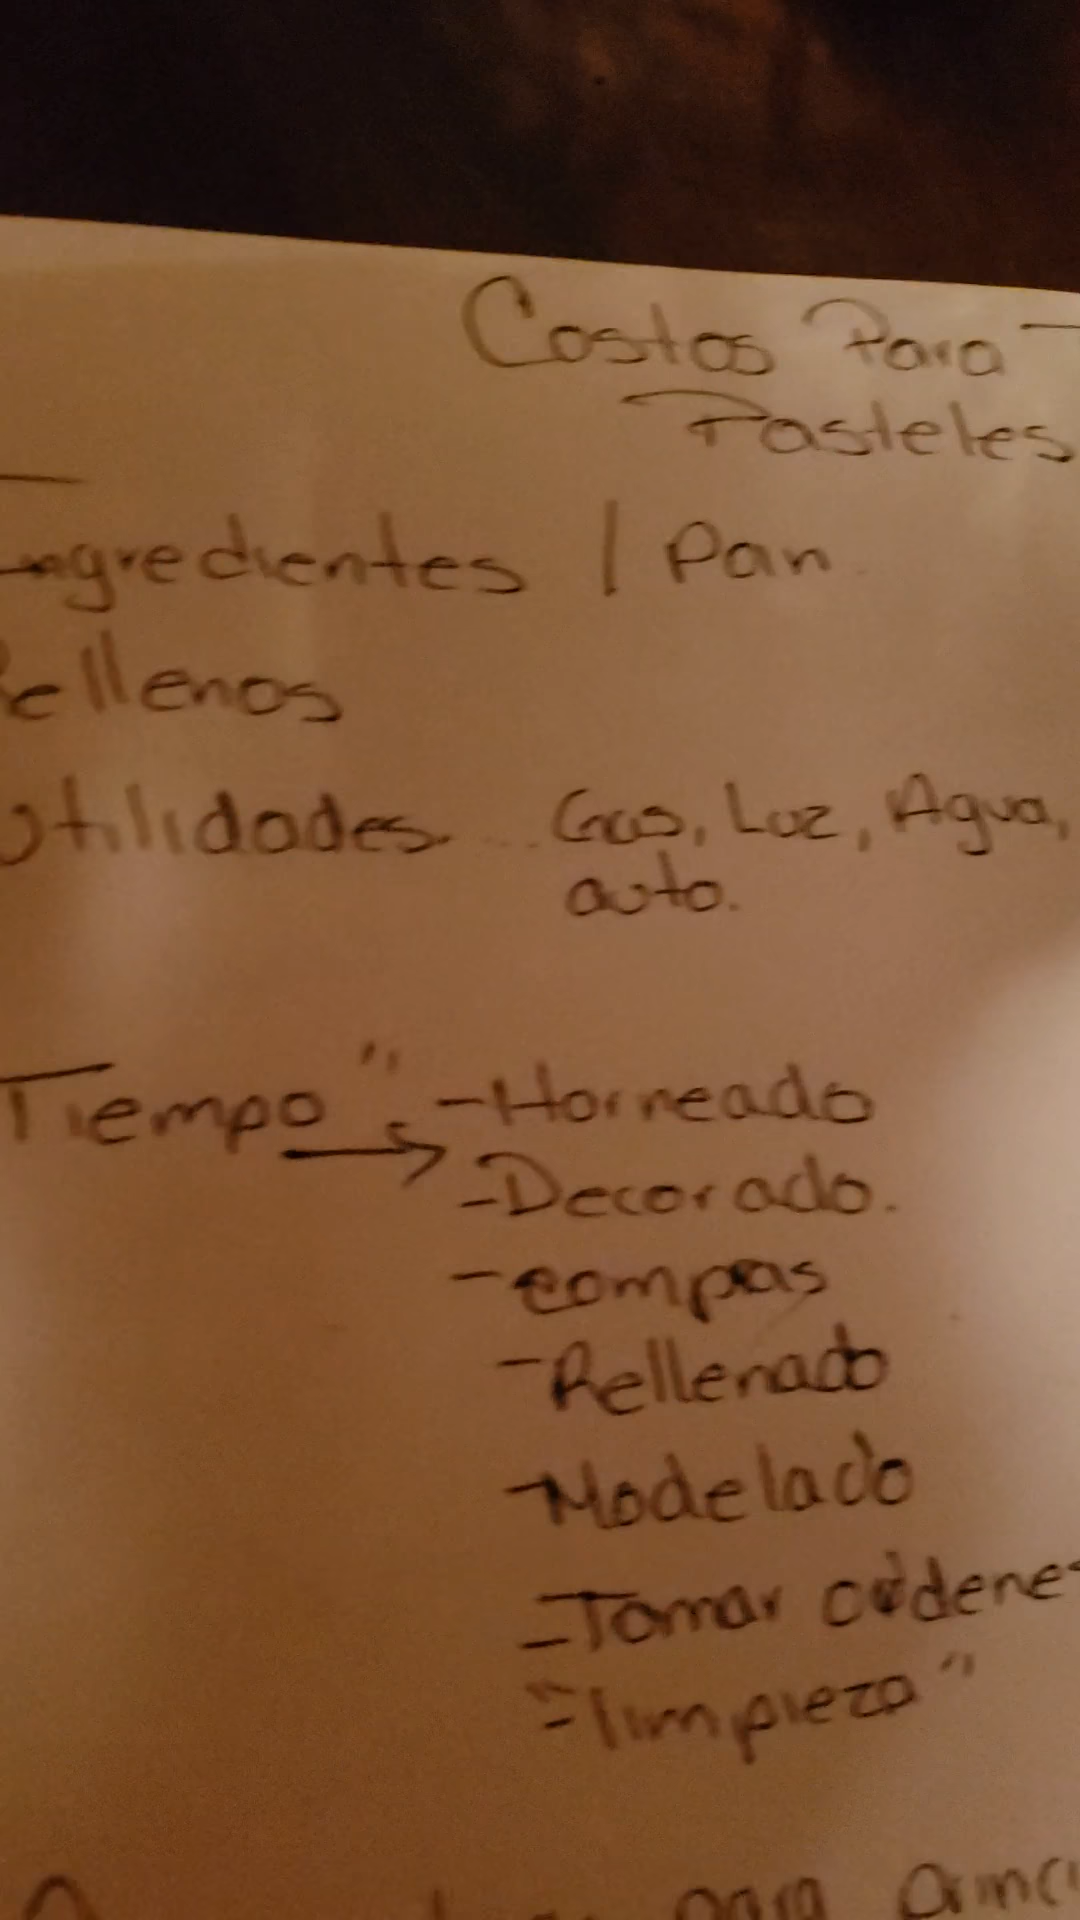 Costos Para
Pasteles
Ingredientes / Pan
Rellenos
Utilidades... Gas, Luz, Agua,
auto.
Tiempo" -Horneado
-Decorado.
-compras
-Rellenado
-Modelado
-Tomar ordenes
"-limpieza"
para